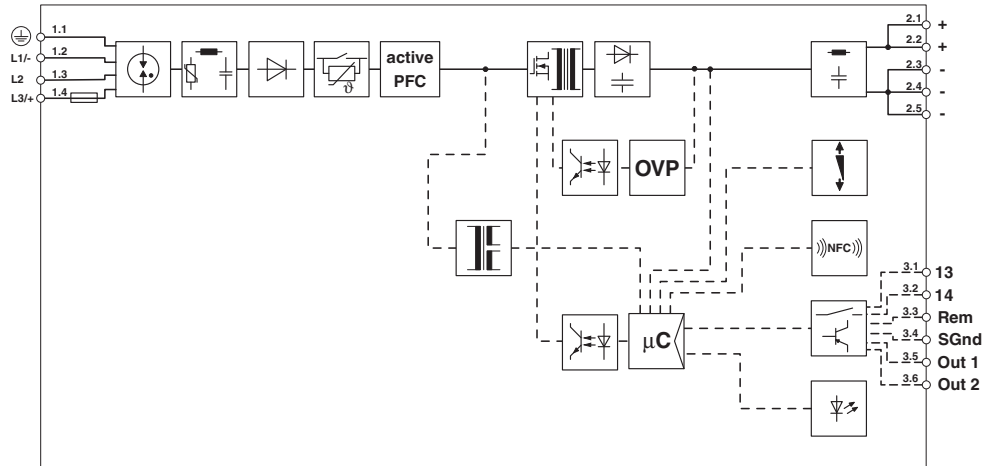 1.1
L1/-
1.2
L2
1.3
L3/+
1.4
ϑ
active
PFC
2.1
+
2.2
+
2.3
-
2.4
-
2.5
-
OVP
NFC
3.1
13
3.2
14
3.3
Rem
3.4
SGnd
3.5
Out 1
3.6
Out 2
μC